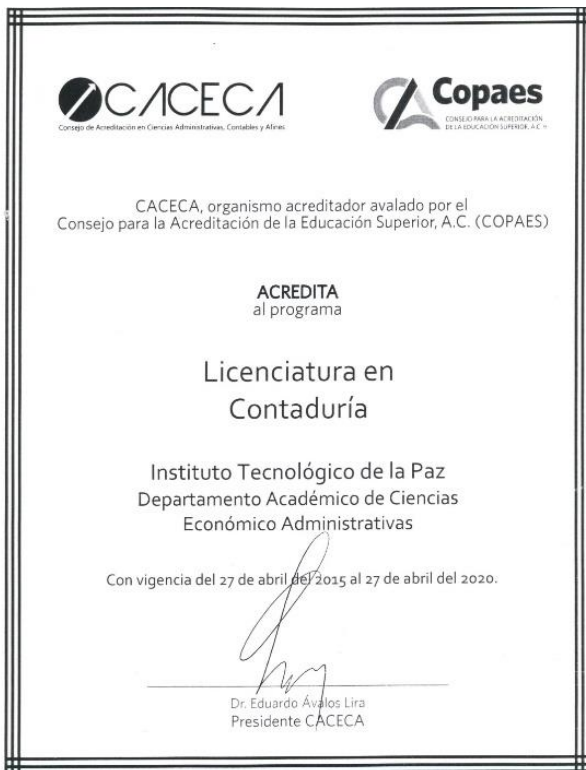 CACECA
Consejo de Acreditación en Ciencias Administrativas, Contables y Afines
Copaes
CONSEJO PARA LA ACREDITACIÓN
DE LA EDUCACIÓN SUPERIOR, A.C.
CACECA, organismo acreditador avalado por el
Consejo para la Acreditación de la Educación Superior, A.C. (COPAES)
ACREDITA
al programa
Licenciatura en
Contaduría
Instituto Tecnológico de la Paz
Departamento Académico de Ciencias
Económico Administrativas
Con vigencia del 27 de abril del 2015 al 27 de abril del 2020.
Dr. Eduardo Ávalos Lira
Presidente CACECA